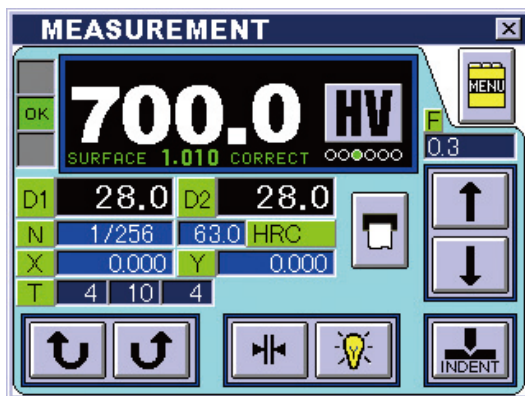 MEASUREMENT
MENU
OK
700.0 HV
SURFACE 1.010 CORRECT
F
0.3
D1 28.0 D2 28.0
N 1/256 63.0 HRC
X 0.000 Y 0.000
T 4 10 4
INDENT